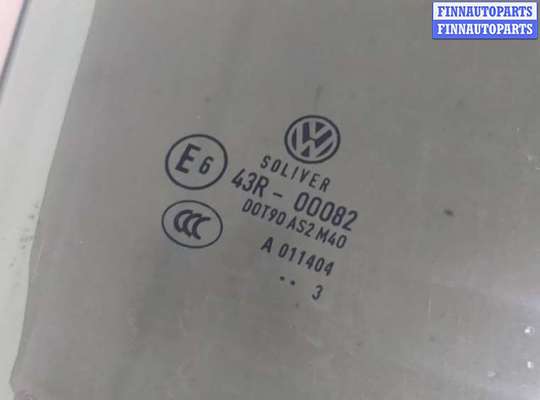 FINNAUTOPARTS
FINNAUTOPARTS
VW
SOLIVER
E6
43R - 00082
CCC
DOT90 AS2 M40
A 011404
.. 3